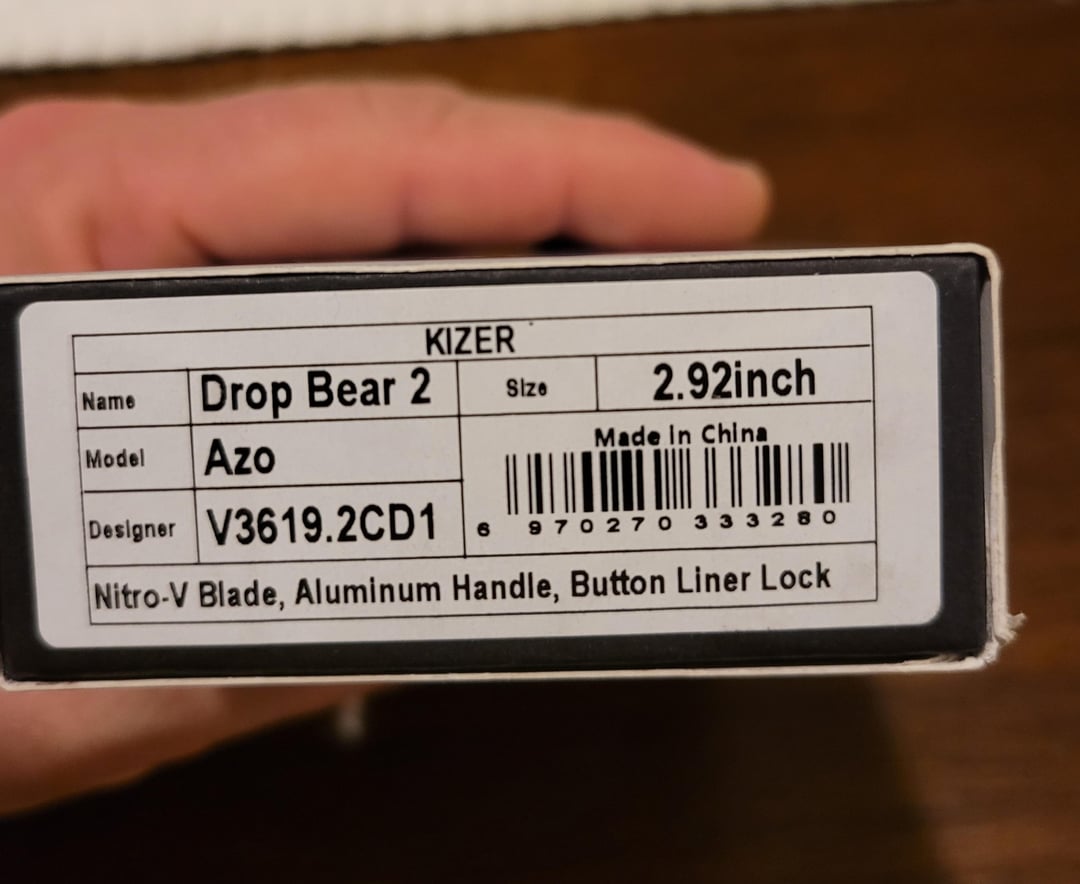 KIZER
Name Drop Bear 2 Size 2.92inch
Model Azo
Made in China
Designer V3619.2CD1
6 970270 333280
Nitro-V Blade, Aluminum Handle, Button Liner Lock